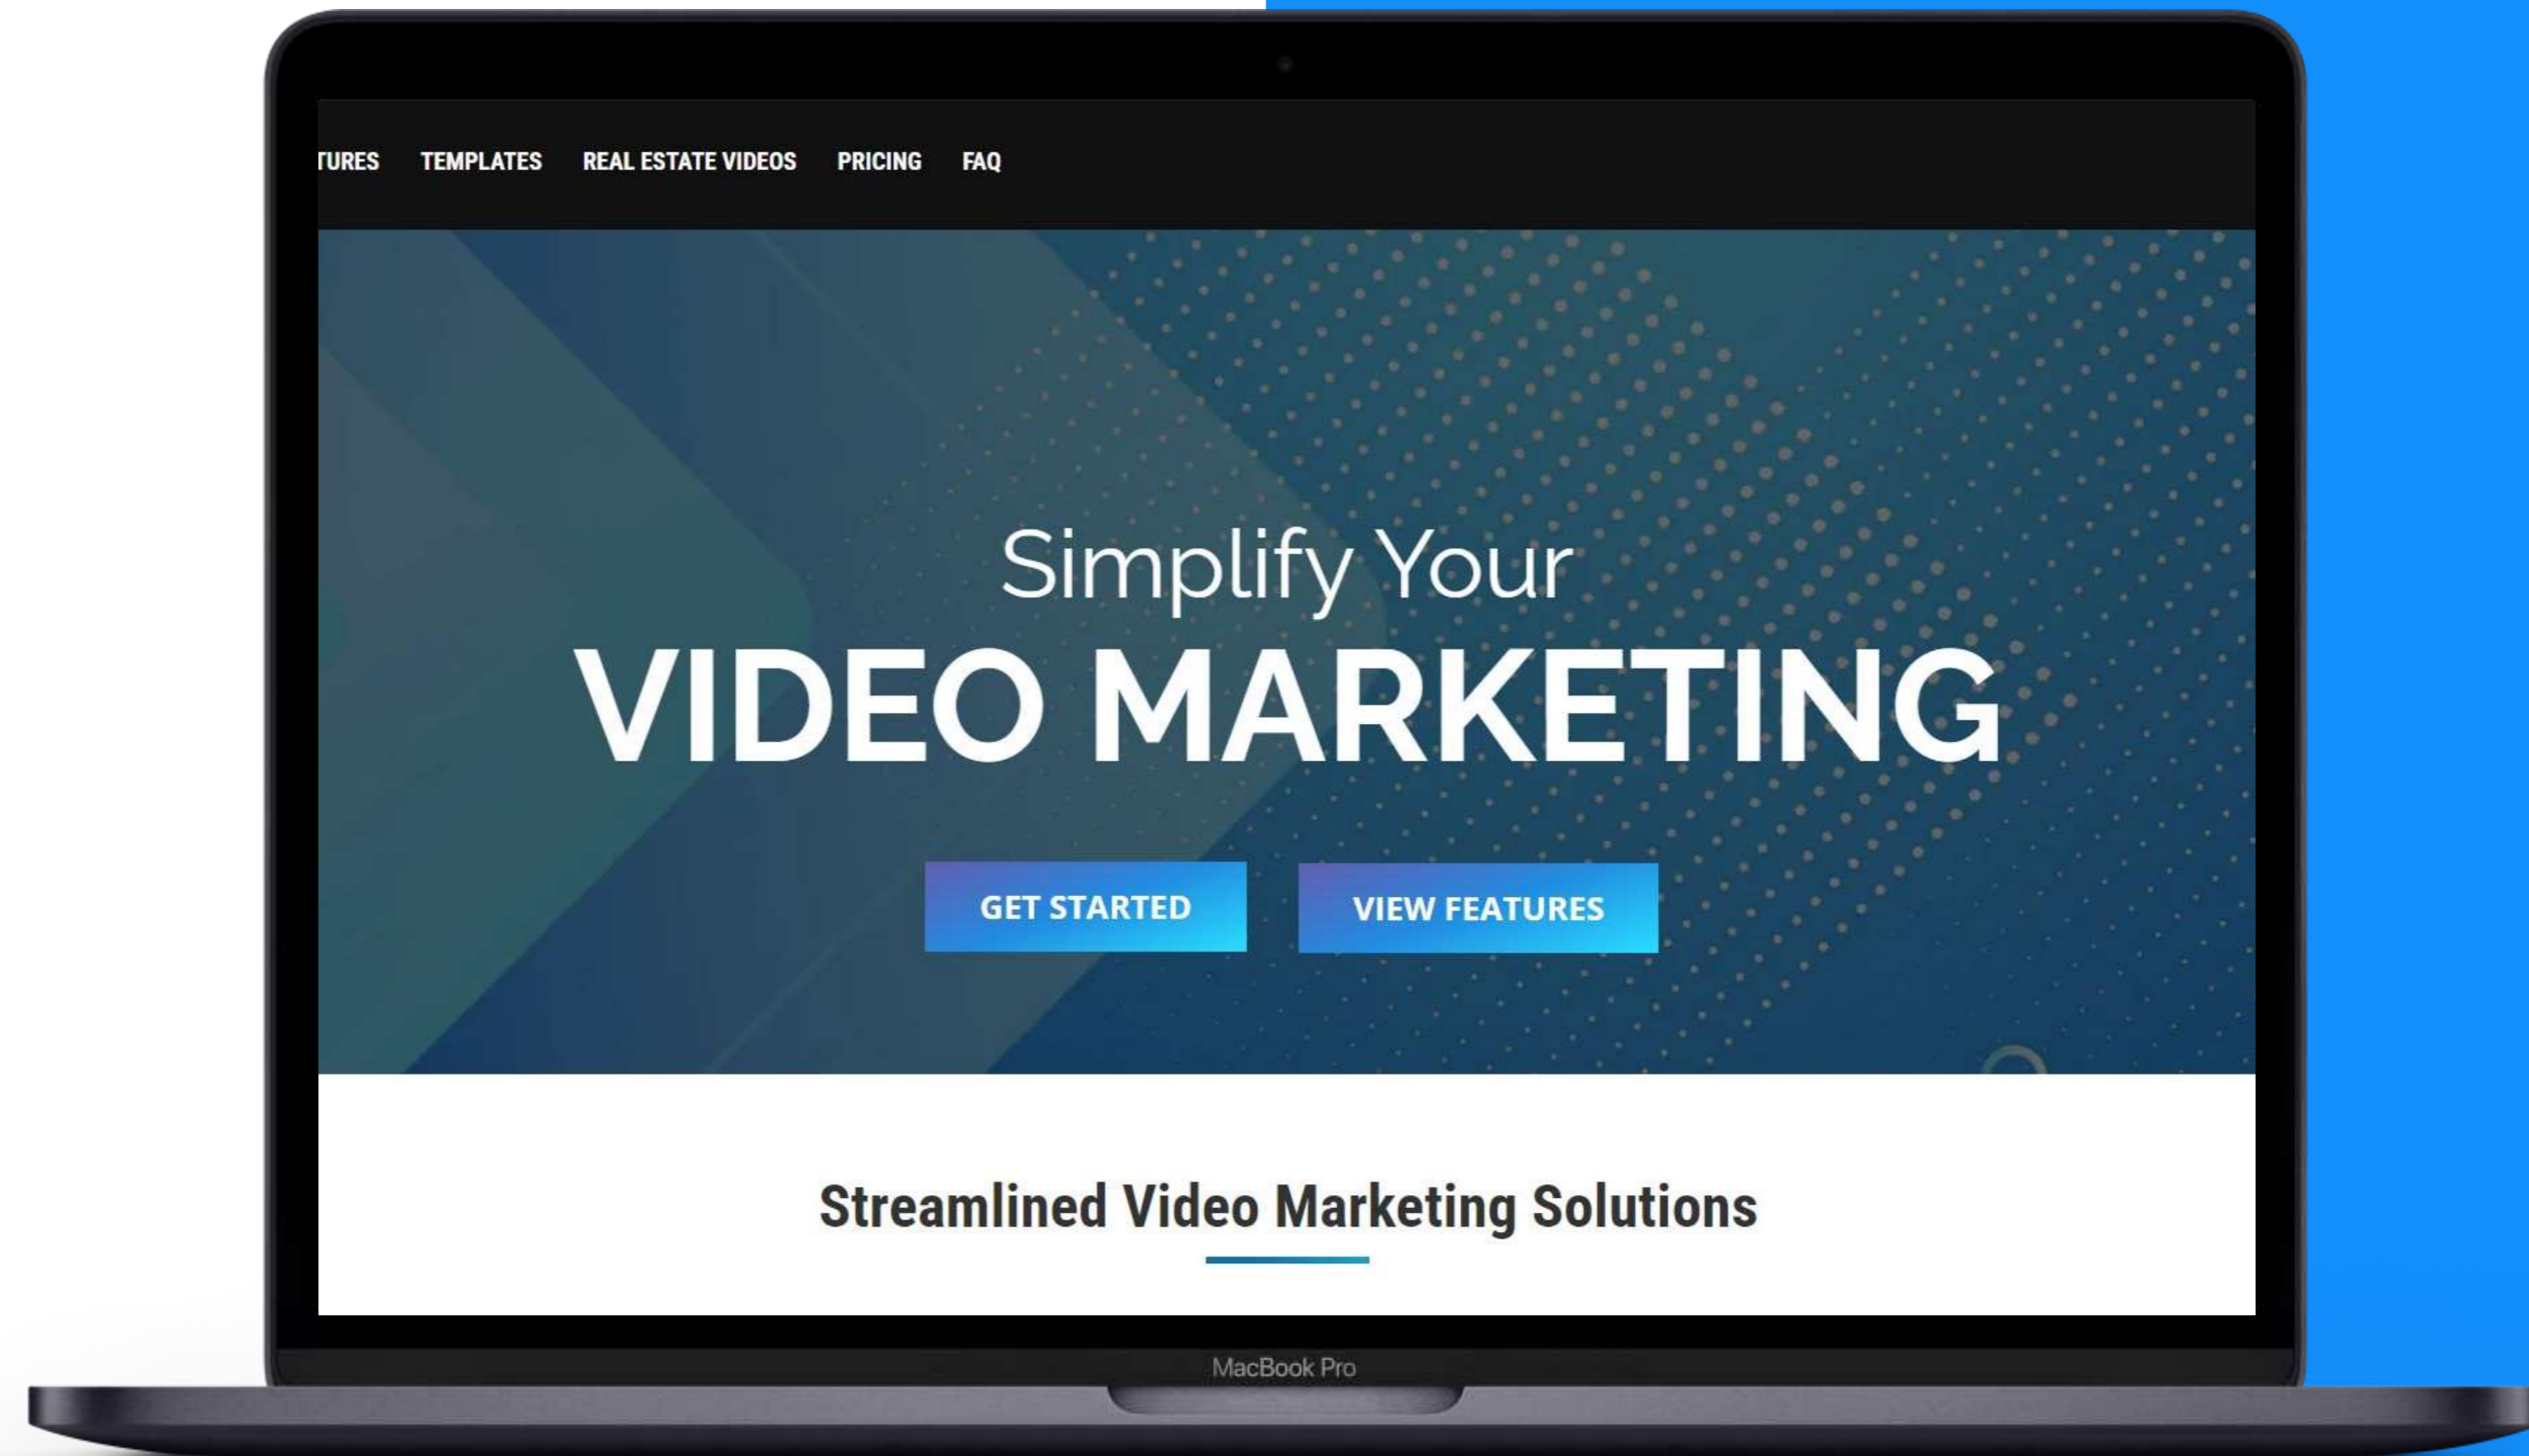 TURES TEMPLATES REAL ESTATE VIDEOS PRICING FAQ
Simplify Your
VIDEO MARKETING
GET STARTED VIEW FEATURES
Streamlined Video Marketing Solutions
MacBook Pro